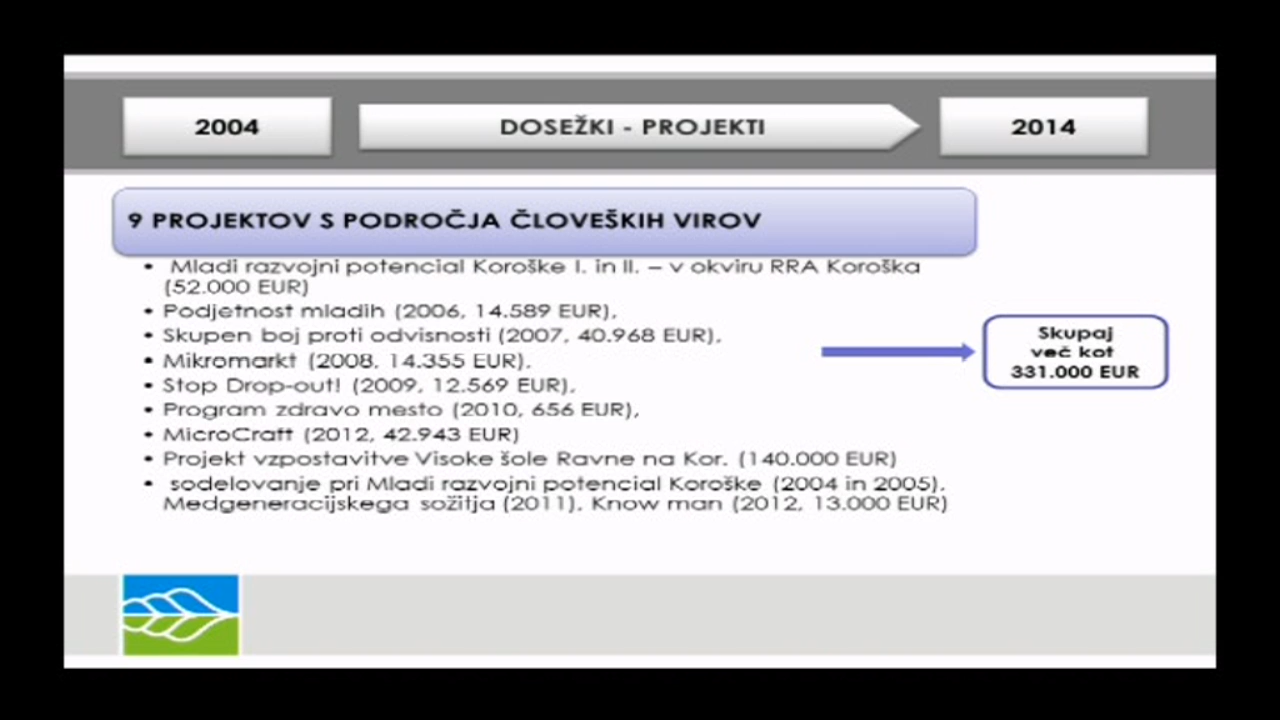 2004
DOSEŽKI - PROJEKTI
2014
9 PROJEKTOV S PODROČJA ČLOVEŠKIH VIROV
• Mladi razvojni potencial Koroške I. in II. – v okviru RRA Koroška
(52.000 EUR)
• Podjetnost mladih (2006, 14.589 EUR),
• Skupen boj proti odvisnosti (2007, 40.968 EUR),
• Mikromarkt (2008, 14.355 EUR),
• Stop Drop-out! (2009, 12.569 EUR),
• Program zdravo mesto (2010, 656 EUR),
• MicroCraft (2012, 42.943 EUR)
• Projekt vzpostavitve Visoke šole Ravne na Kor. (140.000 EUR)
• sodelovanje pri Mladi razvojni potencial Koroške (2004 in 2005),
Medgeneracijskega sožitja (2011), Know man (2012, 13.000 EUR)
Skupaj
več kot
331.000 EUR